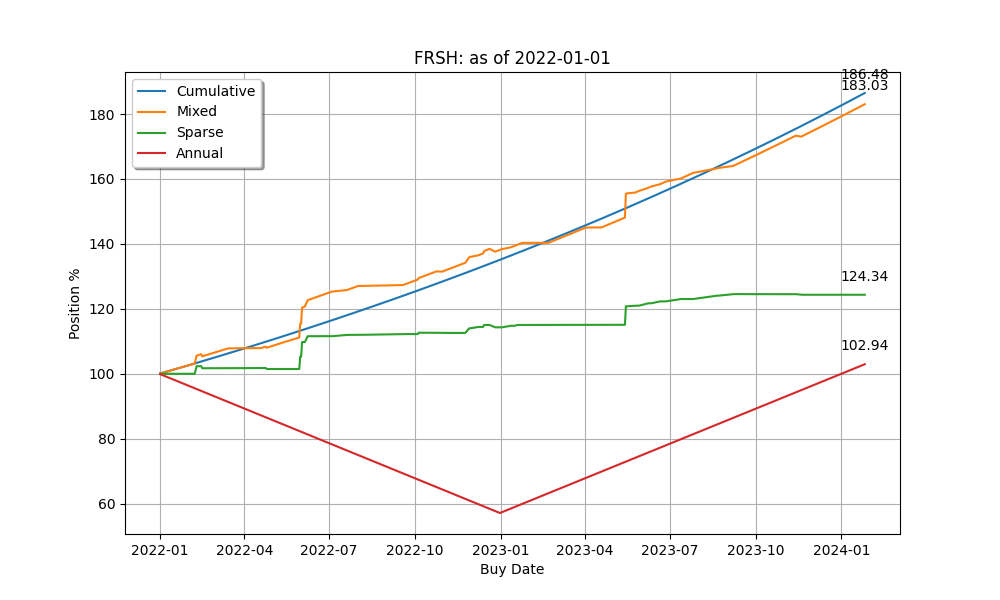 FRSH: as of 2022-01-01
186.48
183.03
Cumulative
Mixed
Sparse
Annual
180
160
140
120
100
80
60
124.34
102.94
Position %
2022-01
2022-04
2022-07
2022-10
2023-01
2023-04
2023-07
2023-10
2024-01
Buy Date